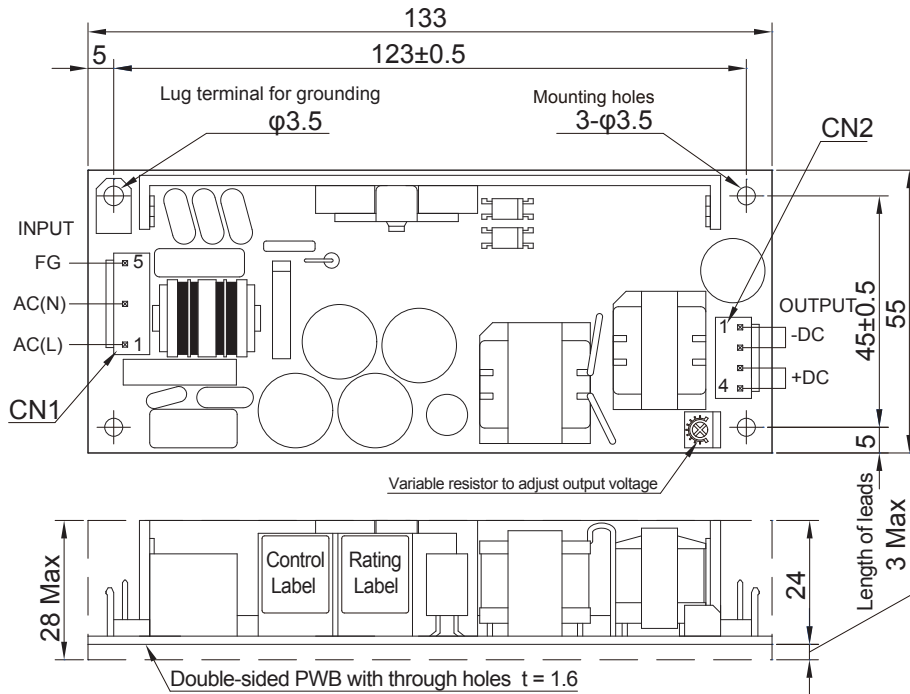 133
5
123±0.5
Lug terminal for grounding
φ3.5
Mounting holes
3-φ3.5
CN2
INPUT
FG
5
AC(N)
AC(L)
1
CN1
OUTPUT
1
-DC
4
+DC
45±0.5
55
5
Variable resistor to adjust output voltage
Length of leads
3 Max
28 Max
Control
Label
Rating
Label
24
Double-sided PWB with through holes t = 1.6